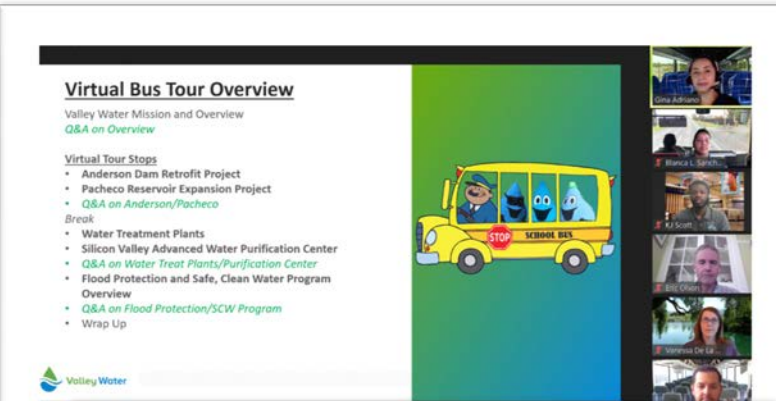 Virtual Bus Tour Overview
Valley Water Mission and Overview
Q&A on Overview
Virtual Tour Stops
• Anderson Dam Retrofit Project
• Pacheco Reservoir Expansion Project
• Q&A on Anderson/Pacheco
Break
• Water Treatment Plants
• Silicon Valley Advanced Water Purification Center
• Q&A on Water Treat Plants/Purification Center
• Flood Protection and Safe, Clean Water Program
Overview
• Q&A on Flood Protection/SCW Program
• Wrap Up
Valley Water
STOP
SCHOOL BUS
Gina Adriano
Blanca L. Sanch...
KJ Scott
Eric Olson
Vanessa De La ...